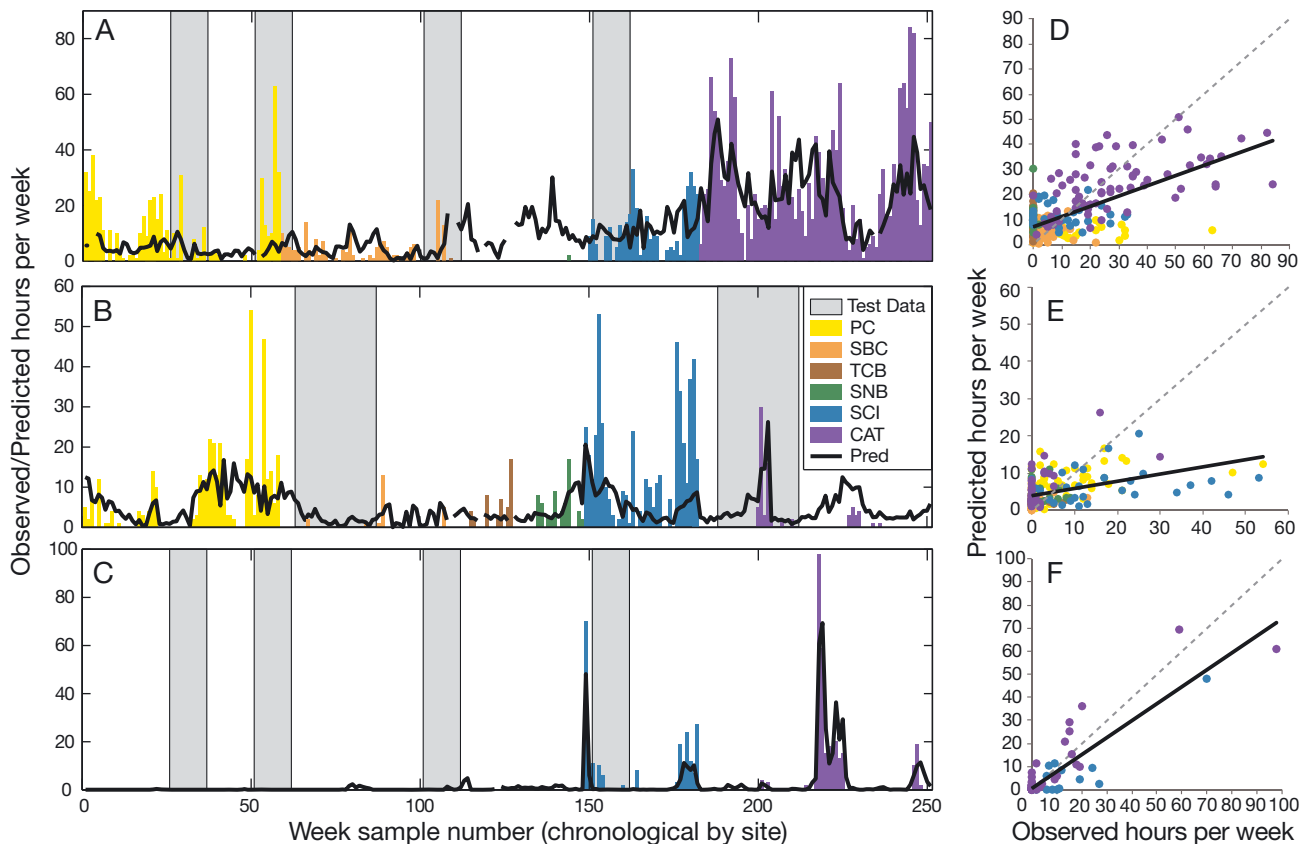 A
80
60
40
20
0
B
60
50
40
30
20
10
0
Test Data
PC
SBC
TCB
SNB
SCI
CAT
Pred
C
100
80
60
40
20
0
0
50
100
150
200
250
Week sample number (chronological by site)
Observed/Predicted hours per week
D
90
80
70
60
50
40
30
20
10
0
0 10 20 30 40 50 60 70 80 90
E
60
50
40
30
20
10
0
0 10 20 30 40 50 60
F
100
90
80
70
60
50
40
30
20
10
0
0 10 20 30 40 50 60 70 80 90 100
Observed hours per week
Predicted hours per week